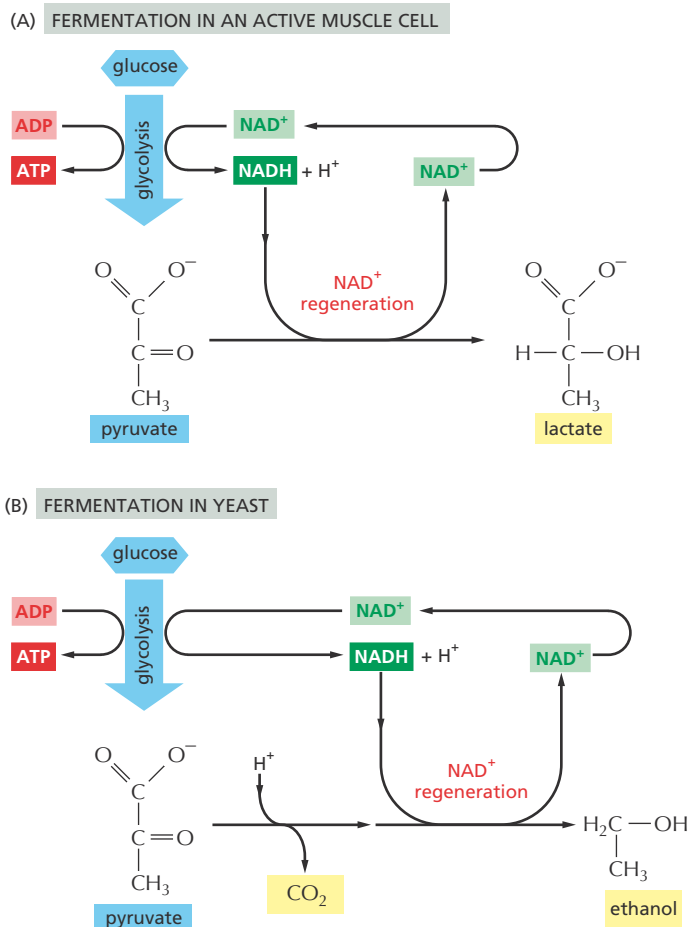 (A) FERMENTATION IN AN ACTIVE MUSCLE CELL
glucose
ADP
NAD⁺
glycolysis
ATP
NADH + H⁺
NAD⁺
O O⁻
NAD⁺
regeneration
O O⁻
C
C
C=O
H—C—OH
CH₃
CH₃
pyruvate
lactate
(B) FERMENTATION IN YEAST
glucose
ADP
NAD⁺
glycolysis
ATP
NADH + H⁺
NAD⁺
O O⁻
H⁺
NAD⁺
regeneration
C
H₂C—OH
C=O
CH₃
CH₃
CO₂
pyruvate
ethanol